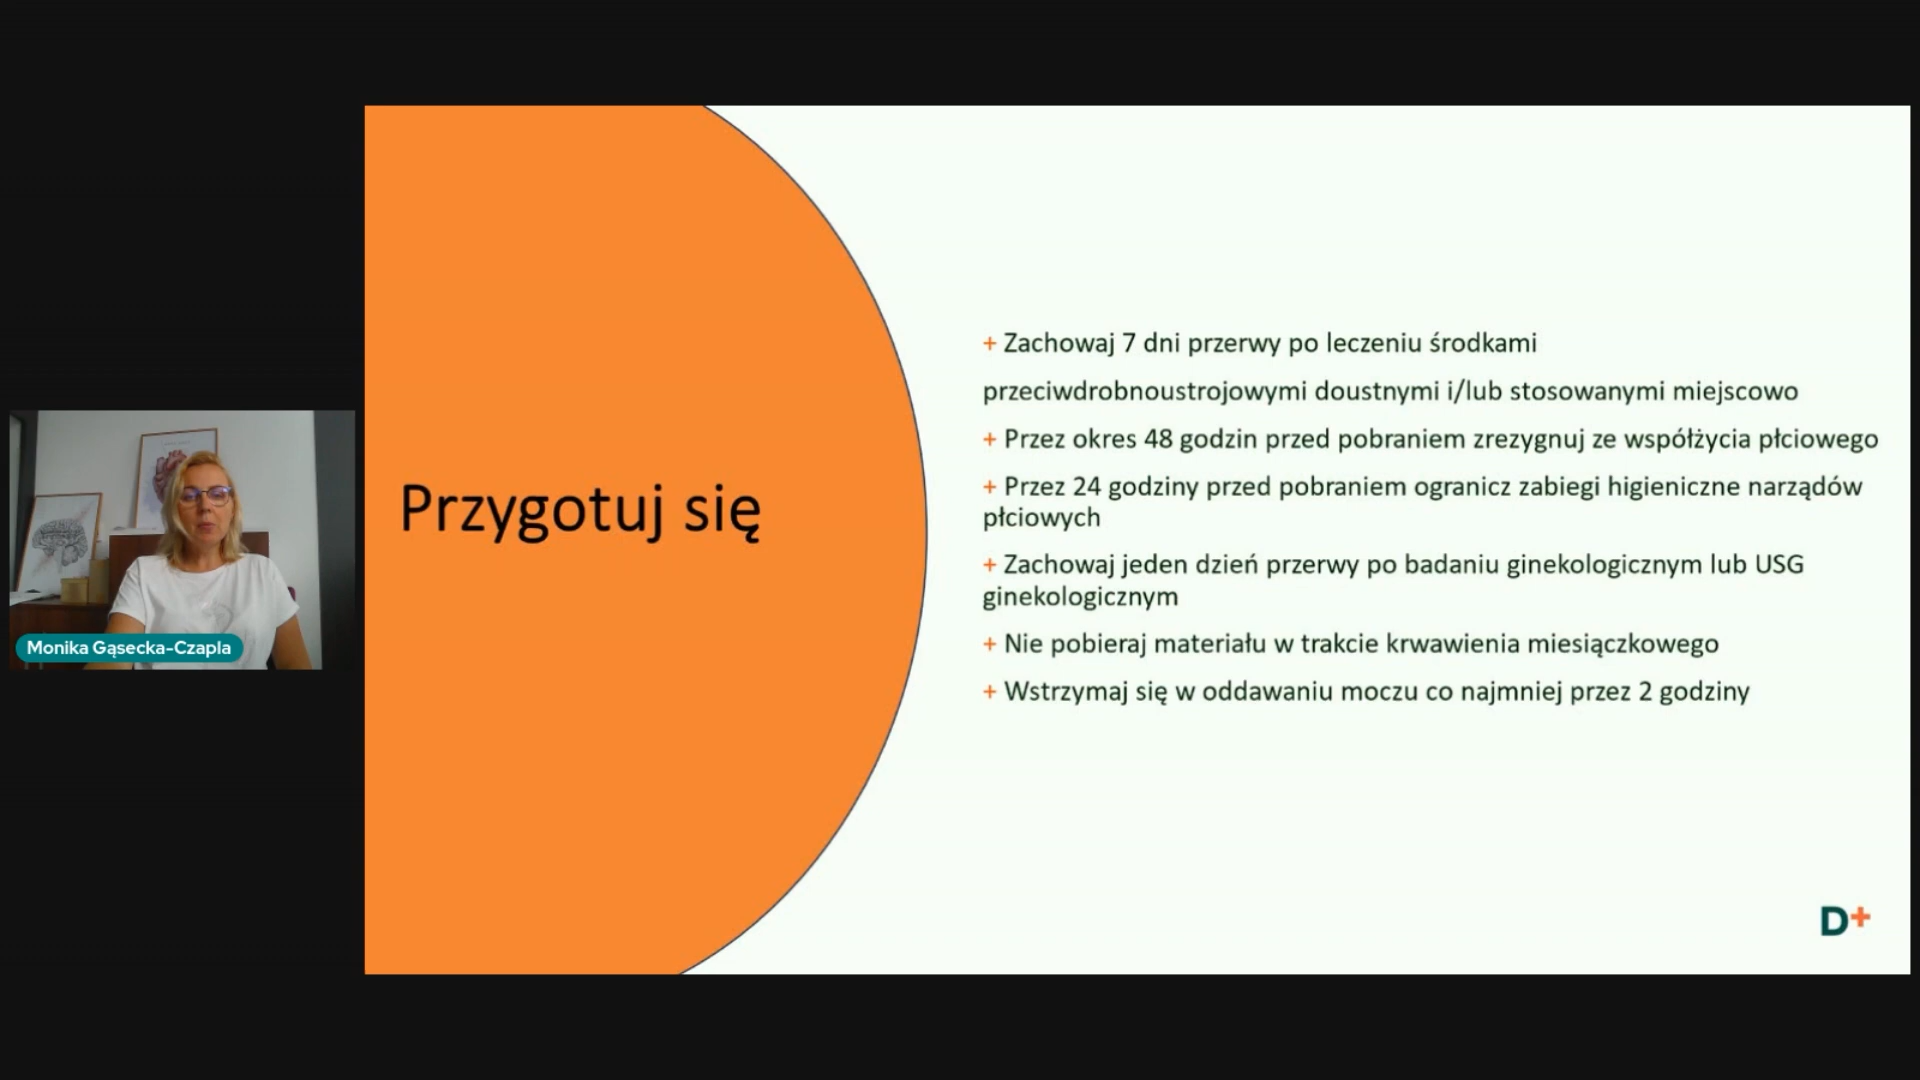 Przygotuj się
+ Zachowaj 7 dni przerwy po leczeniu środkami
przeciwdrobnoustrojowymi doustnymi i/lub stosowanymi miejscowo
+ Przez okres 48 godzin przed pobraniem zrezygnuj ze współżycia płciowego
+ Przez 24 godziny przed pobraniem ogranicz zabiegi higieniczne narządów
płciowych
+ Zachowaj jeden dzień przerwy po badaniu ginekologicznym lub USG
ginekologicznym
+ Nie pobieraj materiału w trakcie krwawienia miesiączkowego
+ Wstrzymaj się w oddawaniu moczu co najmniej przez 2 godziny
Monika Gąsecka-Czapla
D+